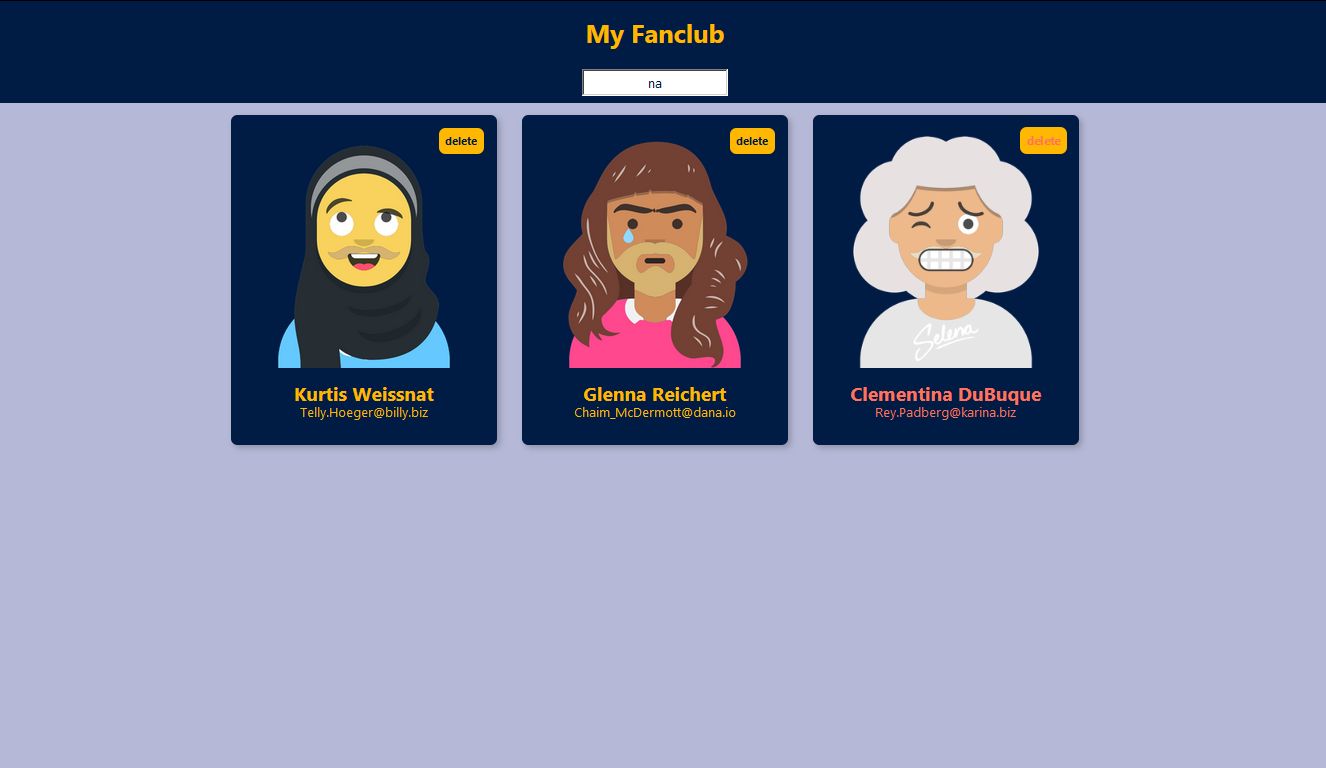 My Fanclub
na
delete
Kurtis Weissnat
Telly.Hoeger@billy.biz
delete
Glenna Reichert
Chaim_McDermott@dana.io
delete
Selena
Clementina DuBuque
Rey.Padberg@karina.biz